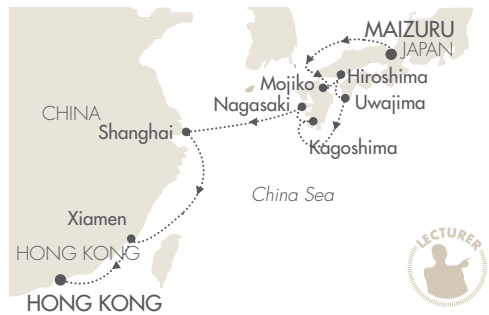 MAIZURU
JAPAN
Hiroshima
Mojiko
Uwajima
Nagasaki
CHINA
Shanghai
Kagoshima
China Sea
Xiamen
HONG KONG
HONG KONG
LECTURER